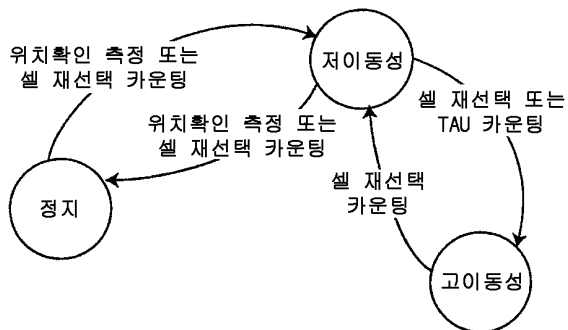 위치확인 측정 또는
셀 재선택 카운팅
저이동성
셀 재선택 또는
TAU 카운팅
위치확인 측정 또는
셀 재선택 카운팅
셀 재선택
카운팅
정지
고이동성